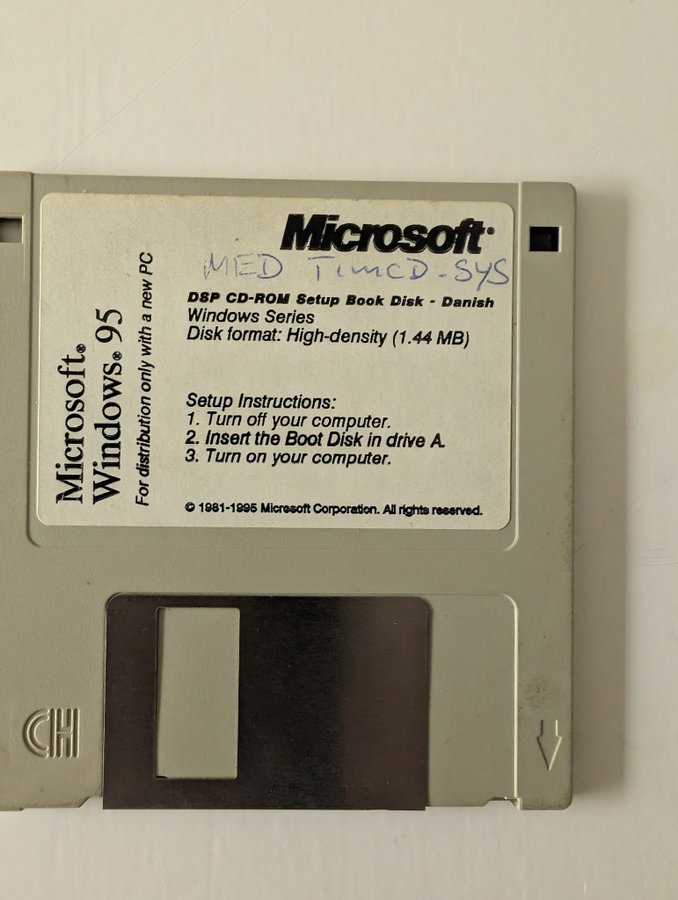 Microsoft®
MED TimCD-SYS
DSP CD-ROM Setup Book Disk - Danish
Windows Series
Disk format: High-density (1.44 MB)
Setup Instructions:
1. Turn off your computer.
2. Insert the Boot Disk in drive A.
3. Turn on your computer.
© 1981-1995 Microsoft Corporation. All rights reserved.
Microsoft®
Windows® 95
For distribution only with a new PC
CH